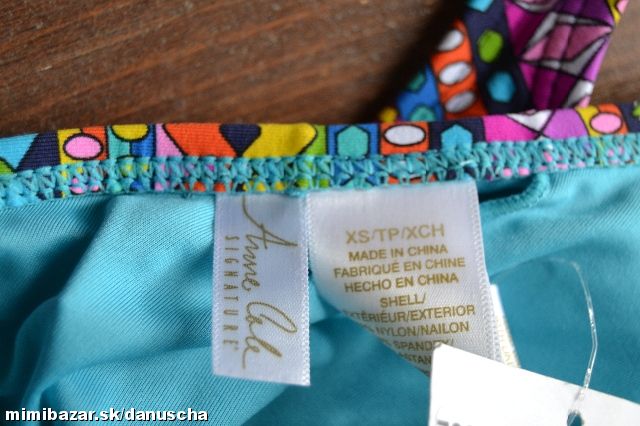 Anne Cole
SIGNATURE
XS/TP/XCH
MADE IN CHINA
FABRIQUÉ EN CHINE
HECHO EN CHINA
SHELL/
EXTÉRIEUR/EXTERIOR
NYLON/NAILON
SPANDEX/
mimibazar.sk/danuscha